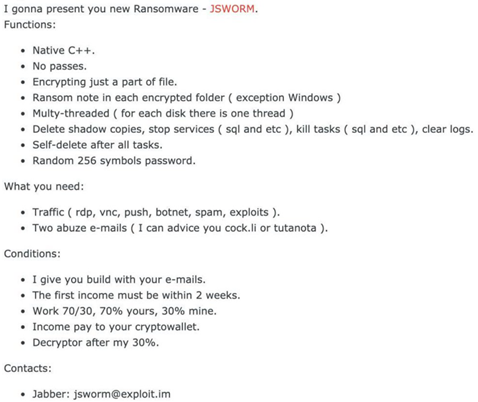 I gonna present you new Ransomware - JSWORM.
Functions:
• Native C++.
• No passes.
• Encrypting just a part of file.
• Ransom note in each encrypted folder ( exception Windows )
• Multy-threaded ( for each disk there is one thread )
• Delete shadow copies, stop services ( sql and etc ), kill tasks ( sql and etc ), clear logs.
• Self-delete after all tasks.
• Random 256 symbols password.
What you need:
• Traffic ( rdp, vnc, push, botnet, spam, exploits ).
• Two abuze e-mails ( I can advice you cock.li or tutanota ).
Conditions:
• I give you build with your e-mails.
• The first income must be within 2 weeks.
• Work 70/30, 70% yours, 30% mine.
• Income pay to your cryptowallet.
• Decryptor after my 30%.
Contacts:
• Jabber: jsworm@exploit.im